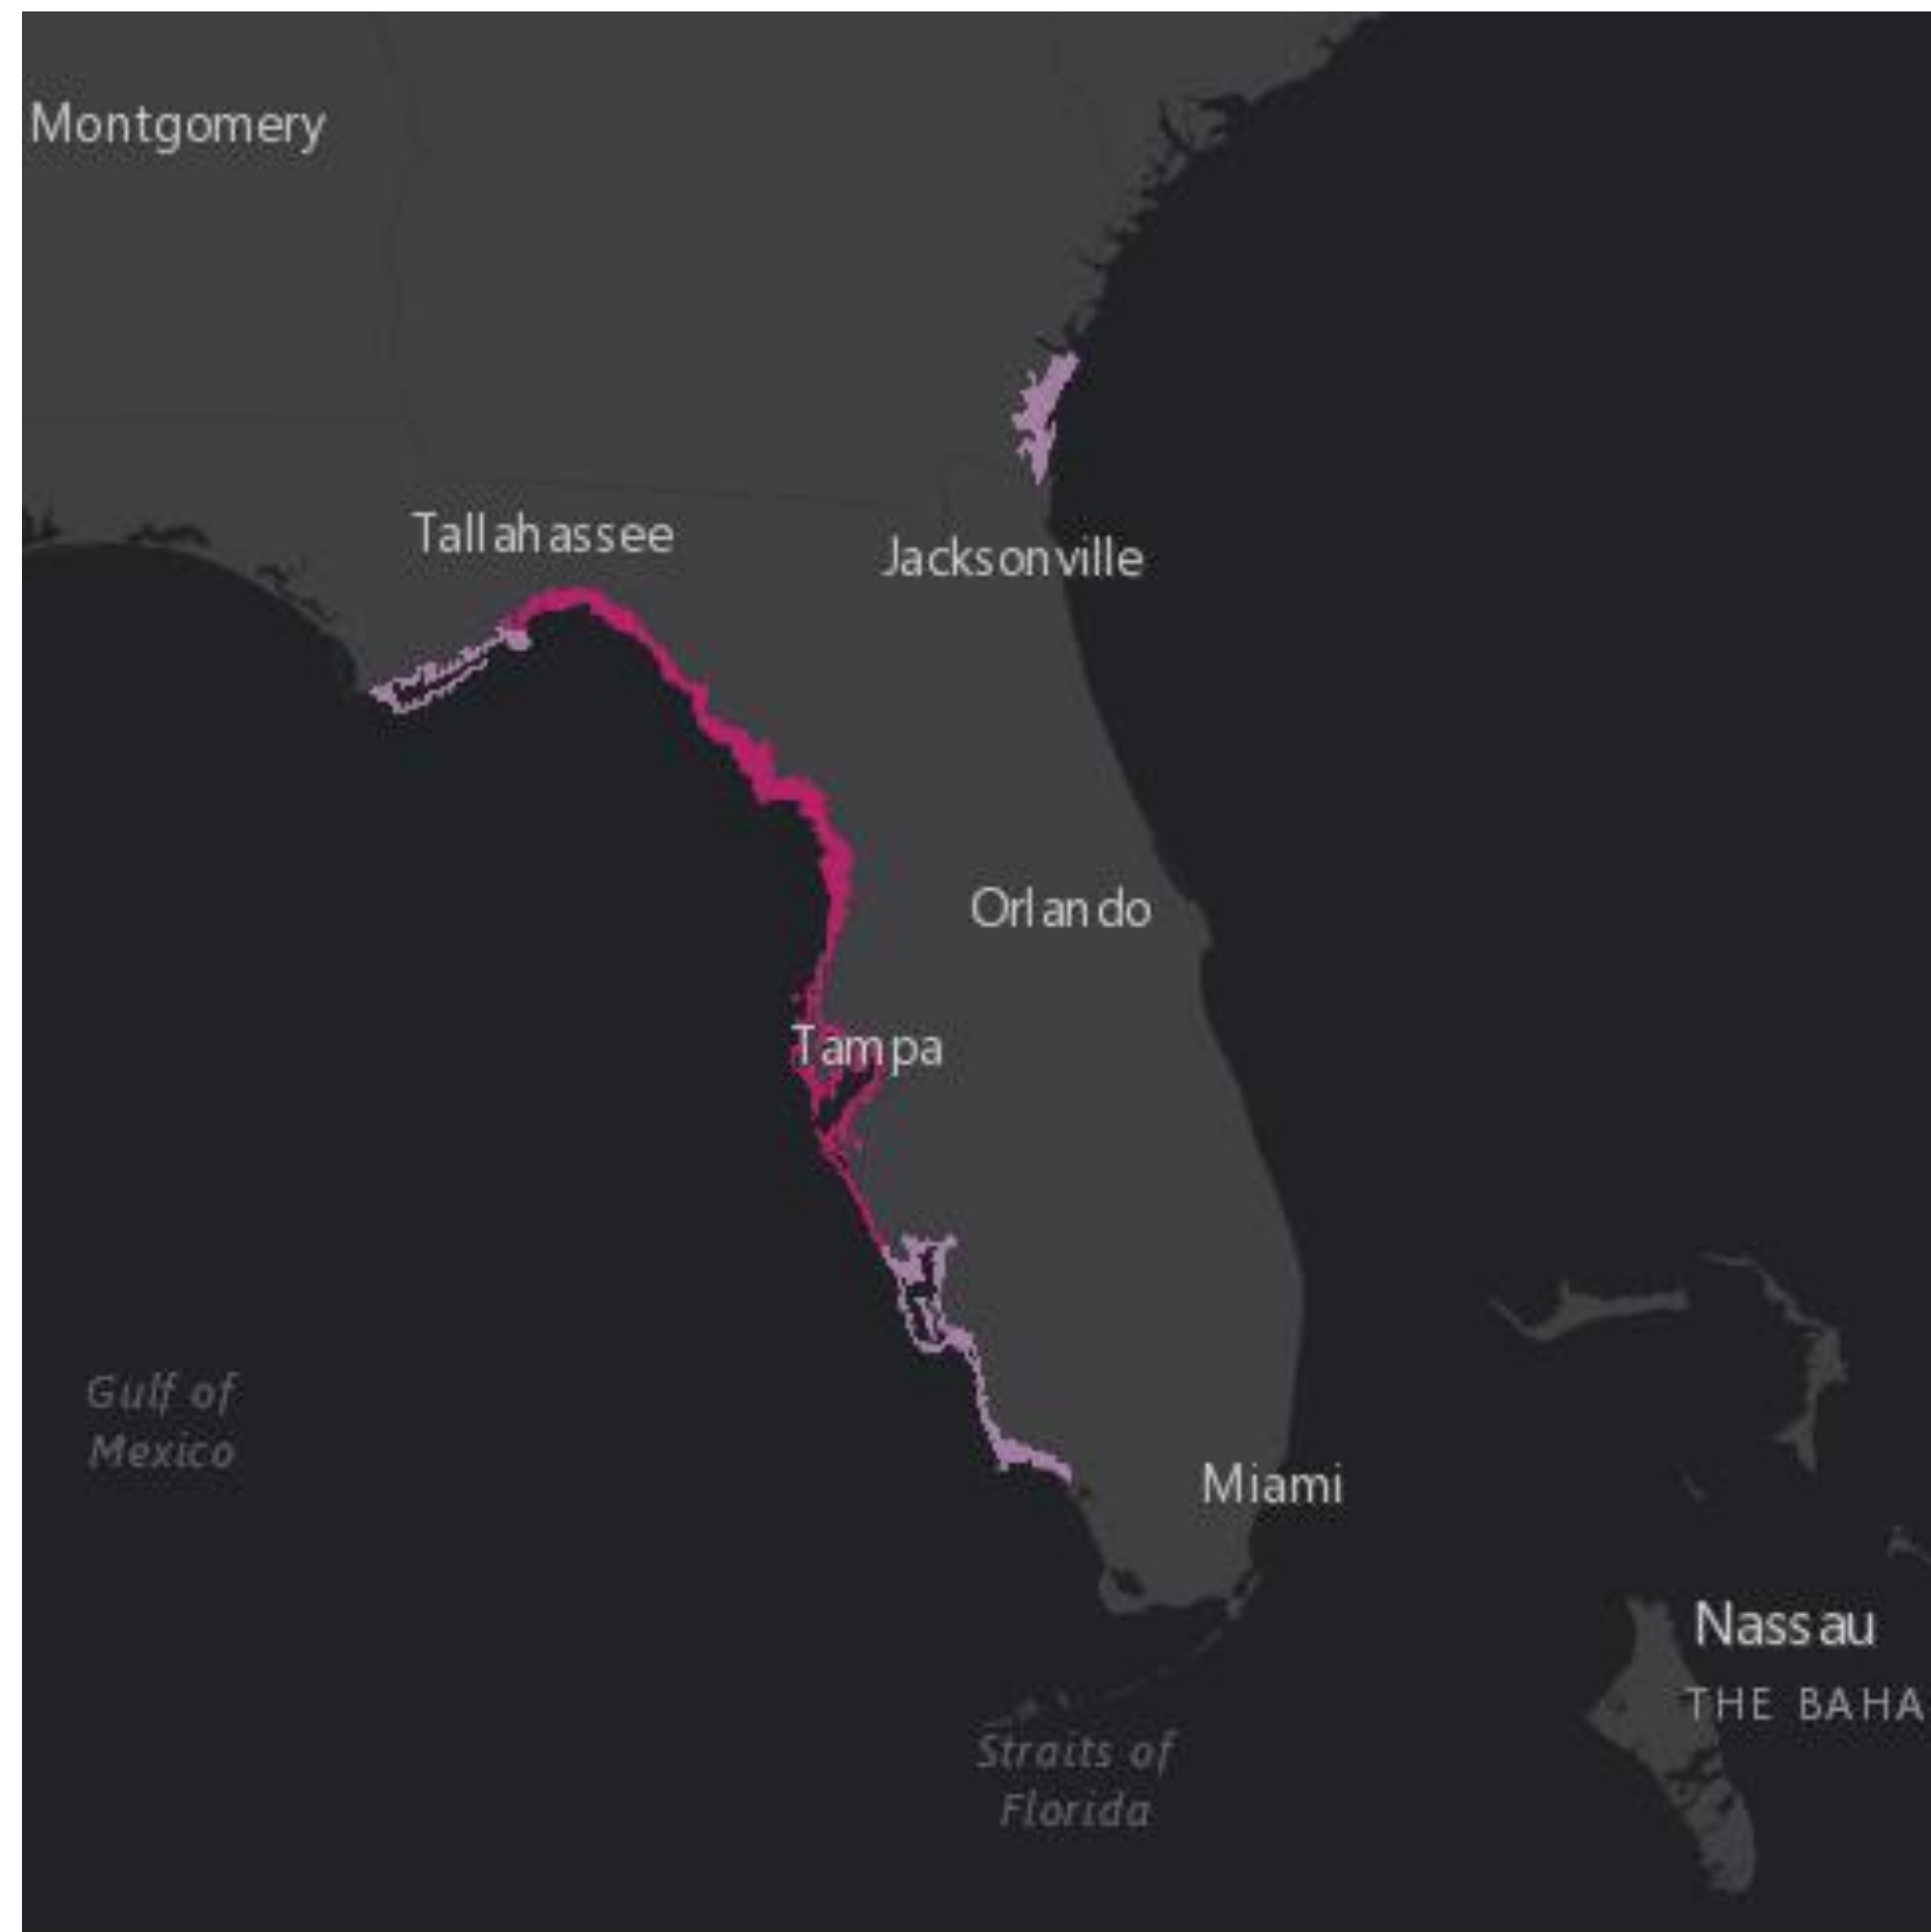 Montgomery
Tallahassee
Jacksonville
Orlando
Tampa
Gulf of
Mexico
Miami
Nassau
THE BAHA
Straits of
Florida